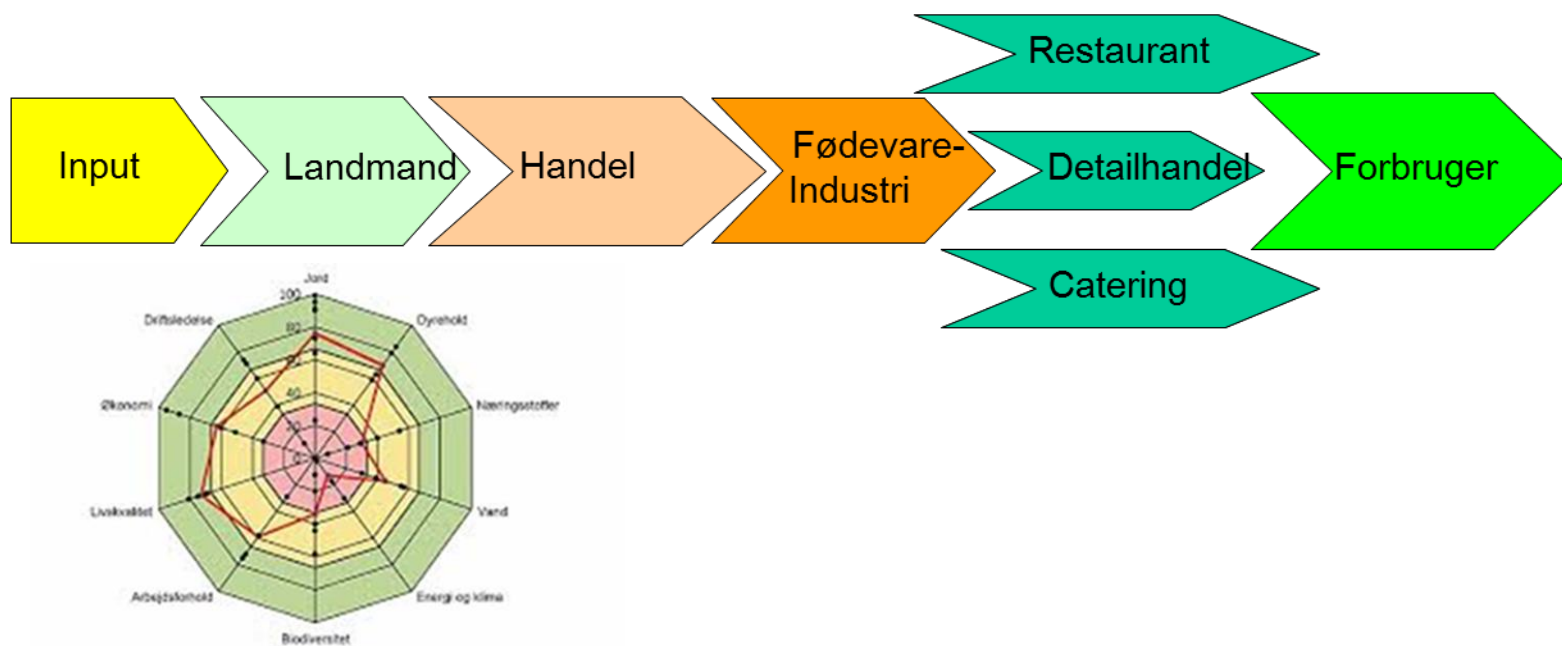 Restaurant
Input
Landmand
Handel
Fødevare-
Industri
Detailhandel
Forbruger
Catering
Jord
100
Driftsledelse
Dyrehold
80
60
40
Økonomi
Næringsstoffer
20
0
Livskvalitet
Vand
Arbejdsforhold
Energi og klima
Biodiversitet